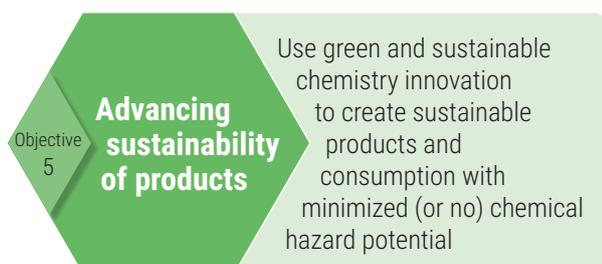 Objective
5
Advancing
sustainability
of products
Use green and sustainable
chemistry innovation
to create sustainable
products and
consumption with
minimized (or no) chemical
hazard potential